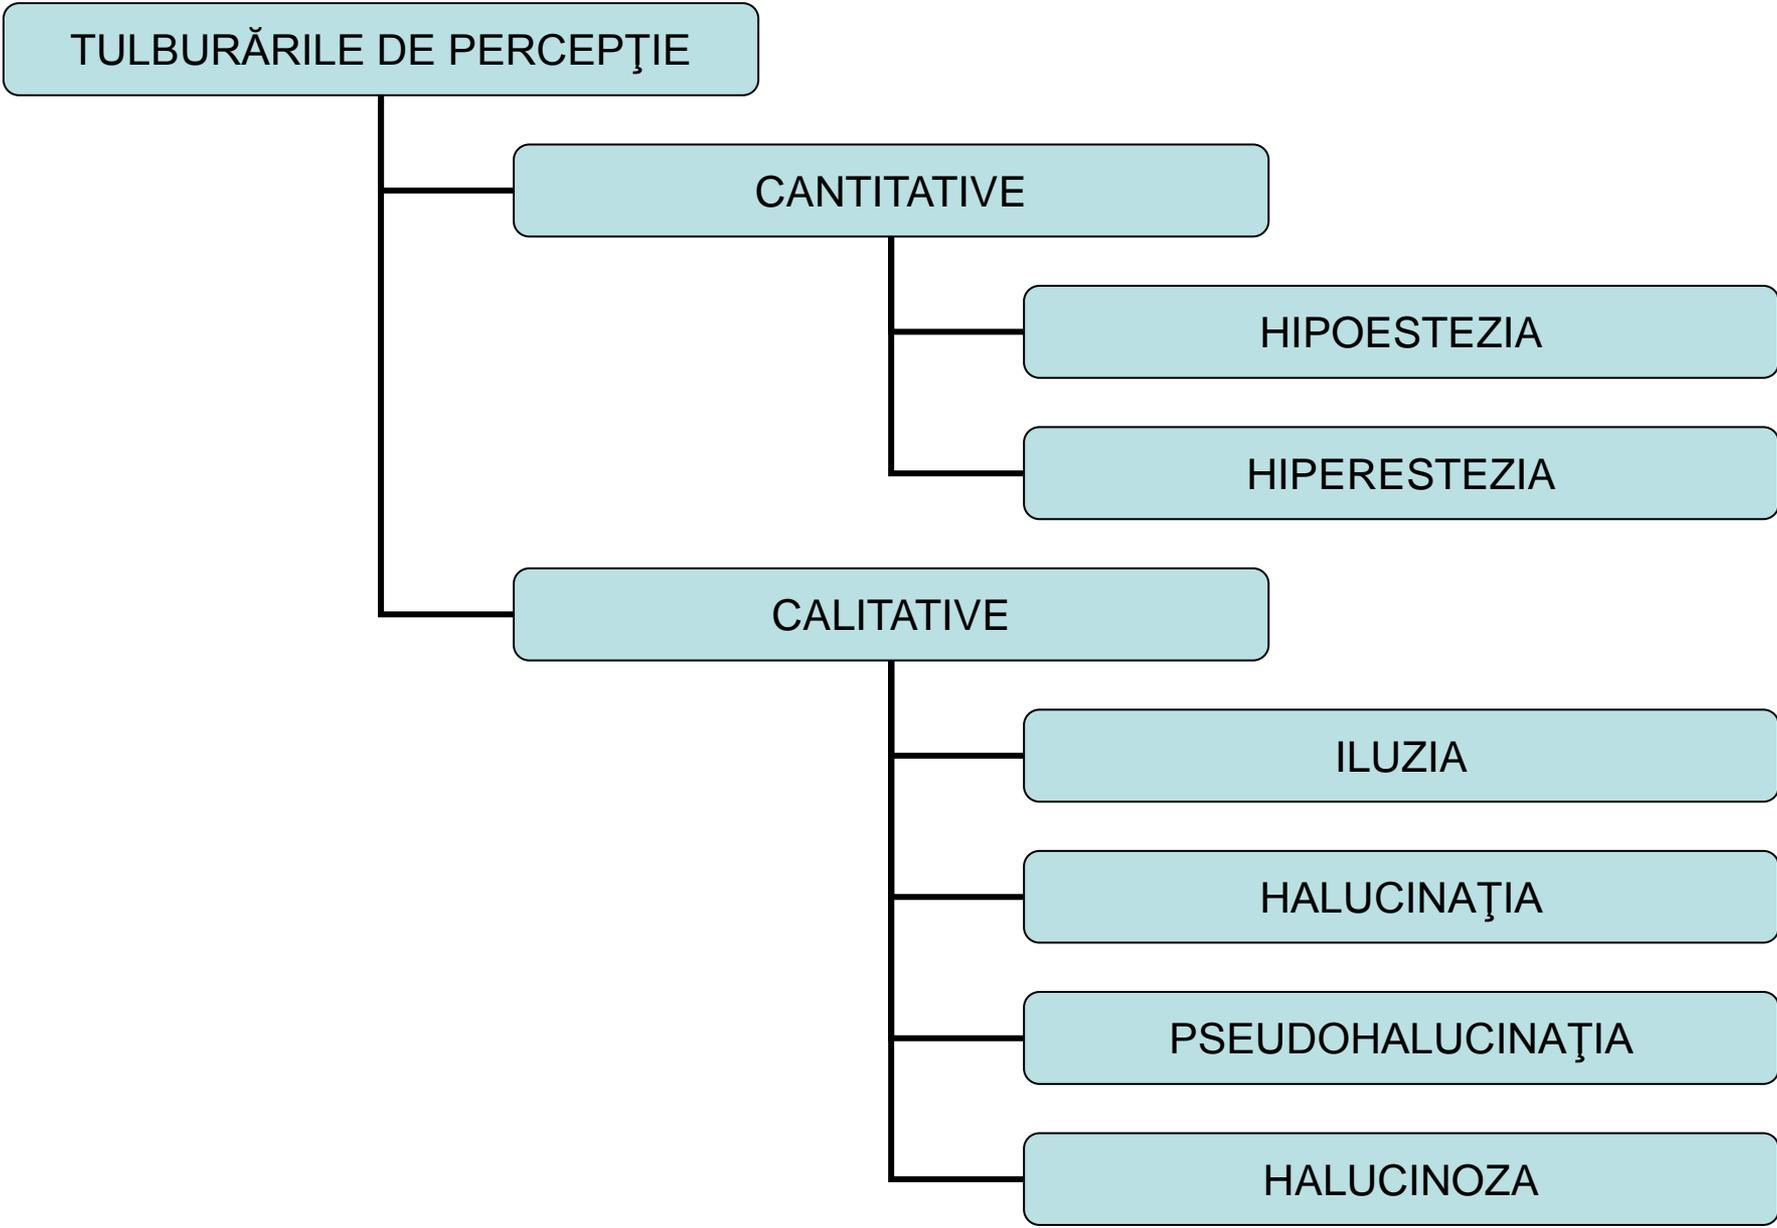 TULBURĂRILE DE PERCEPŢIE
CANTITATIVE
HIPOESTEZIA
HIPERESTEZIA
CALITATIVE
ILUZIA
HALUCINAŢIA
PSEUDOHALUCINAŢIA
HALUCINOZA